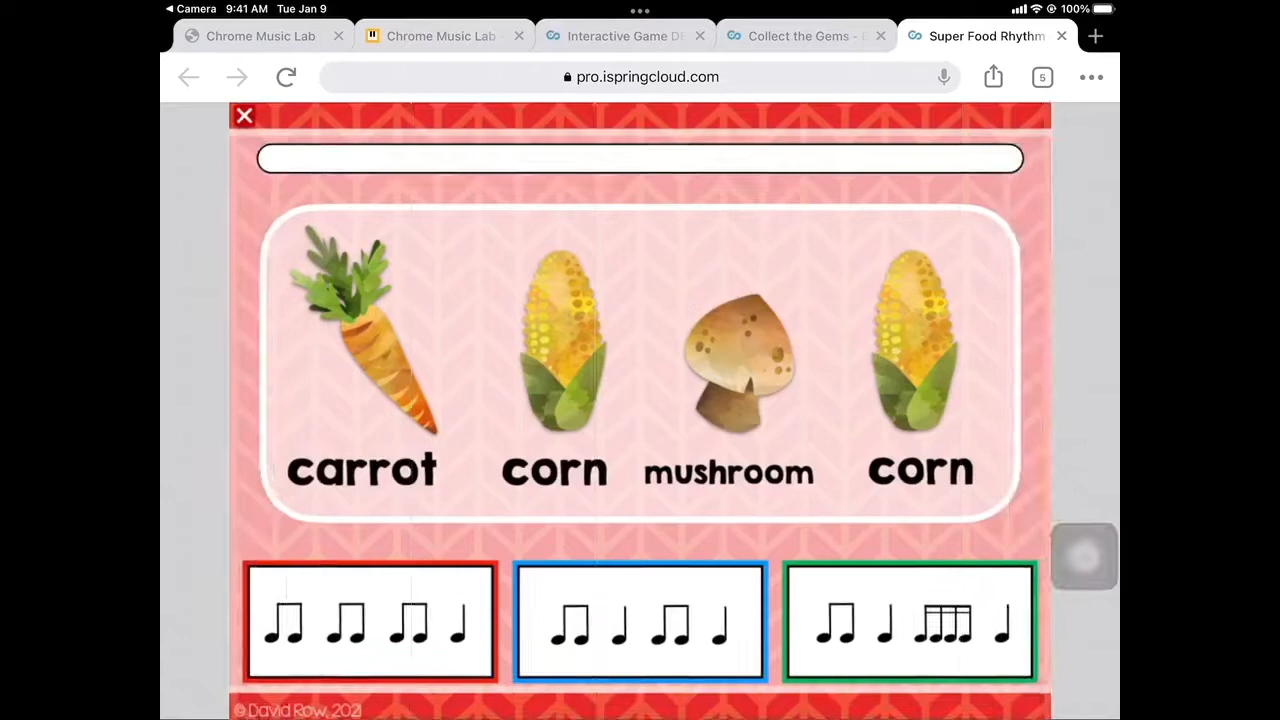 Camera 9:41 AM Tue Jan 9 100%
Chrome Music Lab Chrome Music Lab - Interactive Game DE Collect the Gems - E Super Food Rhythm
pro.ispringcloud.com 5
carrot corn mushroom corn
© David Row, 2021